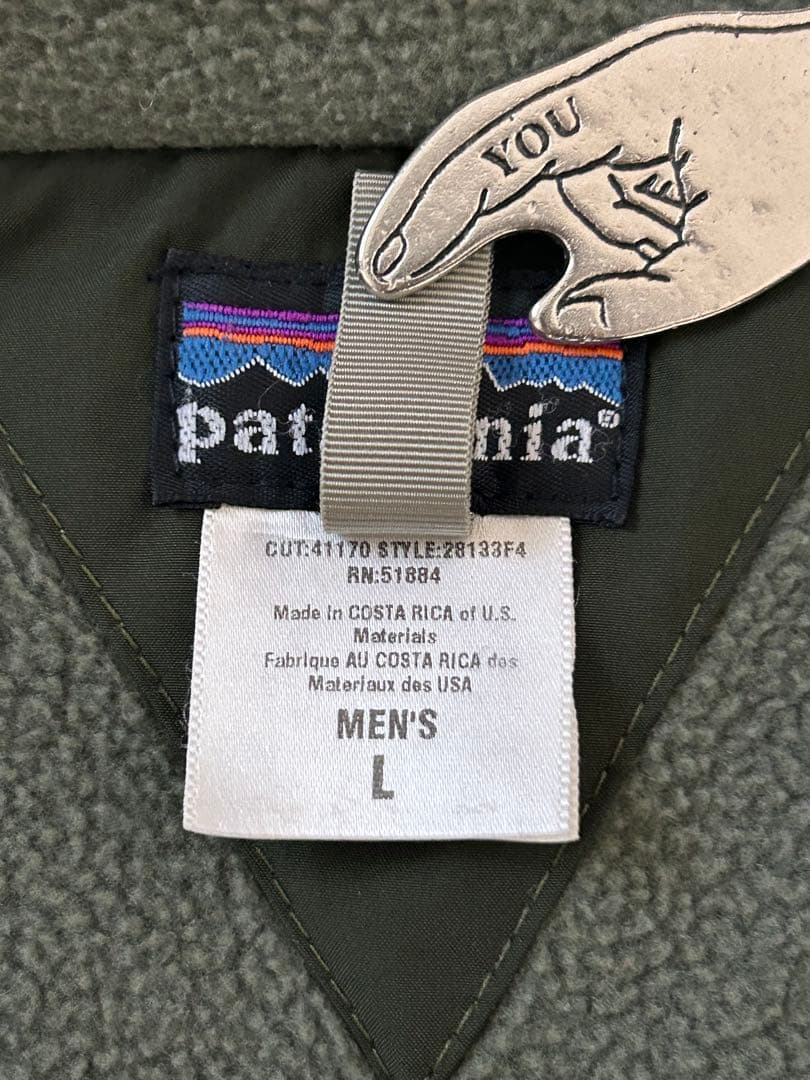 YOU
pat nia®
CUT:41170 STYLE:28133F4
RN:51884
Made in COSTA RICA of U.S.
Materials
Fabrique AU COSTA RICA des
Materiaux des USA
MEN'S
L